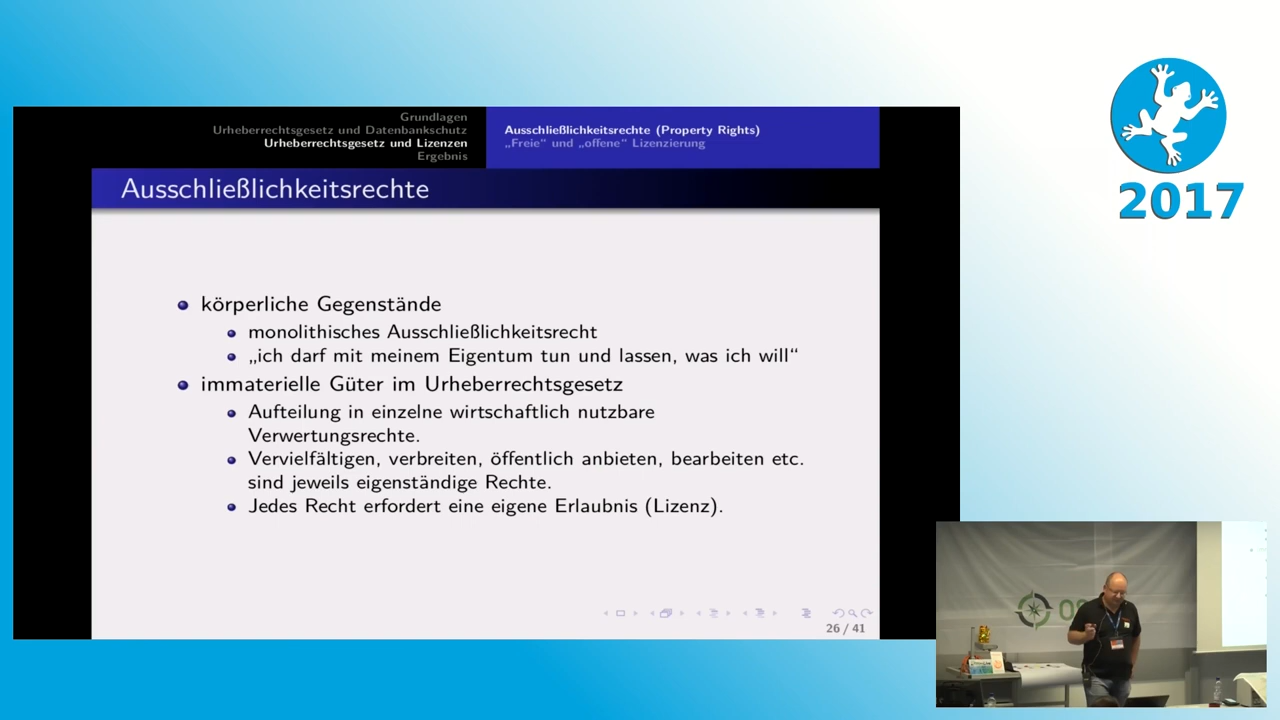 Grundlagen
Urheberrechtsgesetz und Datenbankschutz
Urheberrechtsgesetz und Lizenzen
Ergebnis
Ausschließlichkeitsrechte (Property Rights)
„Freie“ und „offene“ Lizenzierung
Ausschließlichkeitsrechte
körperliche Gegenstände
monolithisches Ausschließlichkeitsrecht
„ich darf mit meinem Eigentum tun und lassen, was ich will“
immaterielle Güter im Urheberrechtsgesetz
Aufteilung in einzelne wirtschaftlich nutzbare
Verwertungsrechte.
Vervielfältigen, verbreiten, öffentlich anbieten, bearbeiten etc.
sind jeweils eigenständige Rechte.
Jedes Recht erfordert eine eigene Erlaubnis (Lizenz).
26 / 41
2017